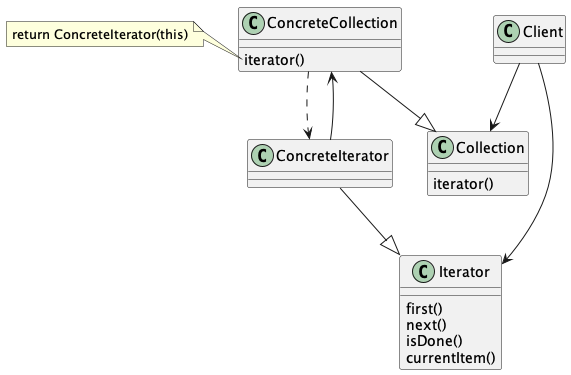 return ConcreteIterator(this)
C ConcreteCollection
iterator()
C Client
C ConcreteIterator
C Collection
iterator()
C Iterator
first()
next()
isDone()
currentItem()